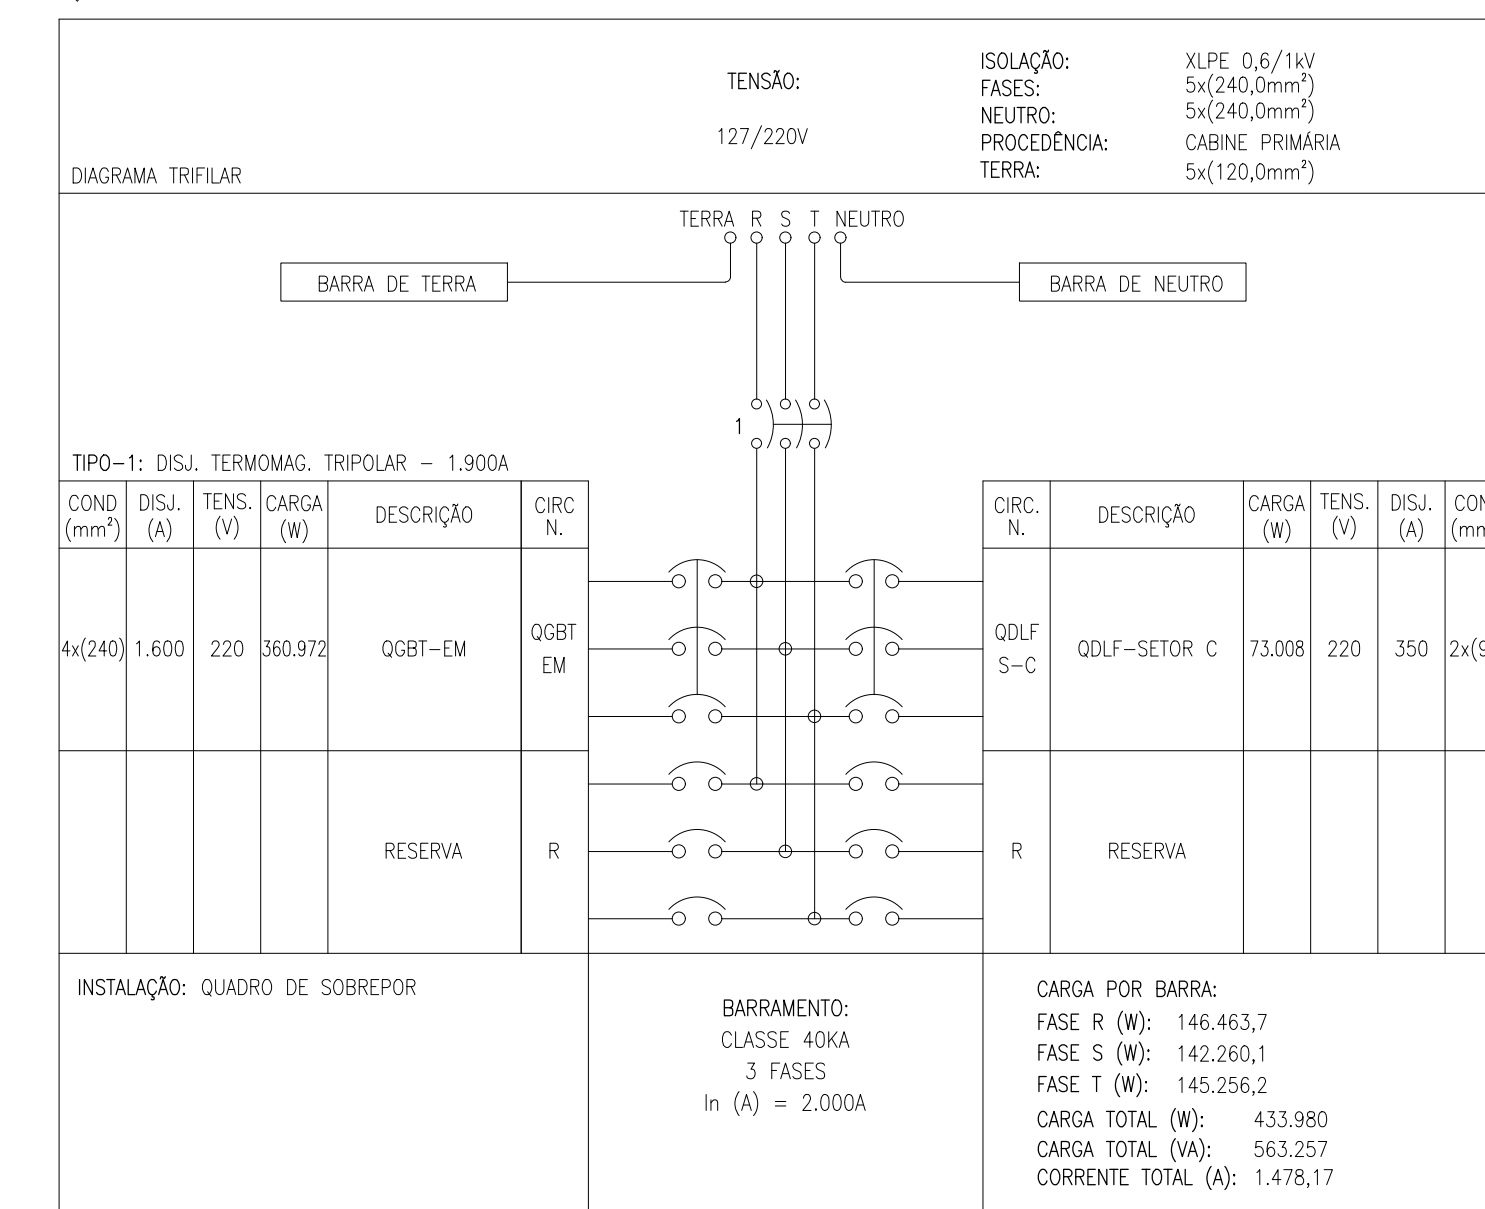 TENSÃO:
127/220V
ISOLAÇÃO: XLPE 0,6/1kV
FASES: 5x(240,0mm²)
NEUTRO: 5x(240,0mm²)
PROCEDÊNCIA: CABINE PRIMÁRIA
TERRA: 5x(120,0mm²)
DIAGRAMA TRIFILAR
TERRA R S T NEUTRO
BARRA DE TERRA
BARRA DE NEUTRO
1
TIPO-1: DISJ. TERMOMAG. TRIPOLAR - 1.900A
COND (mm²) DISJ. (A) TENS. (V) CARGA (W) DESCRIÇÃO CIRC N.
4x(240) 1.600 220 360.972 QGBT-EM QGBT EM
RESERVA R
CIRC. N. DESCRIÇÃO CARGA (W) TENS. (V) DISJ. (A)
QDLF S-C QDLF-SETOR C 73.008 220 350
R RESERVA
INSTALAÇÃO: QUADRO DE SOBREPOR
BARRAMENTO:
CLASSE 40KA
3 FASES
In (A) = 2.000A
CARGA POR BARRA:
FASE R (W): 146.463,7
FASE S (W): 142.260,1
FASE T (W): 145.256,2
CARGA TOTAL (W): 433.980
CARGA TOTAL (VA): 563.257
CORRENTE TOTAL (A): 1.478,17